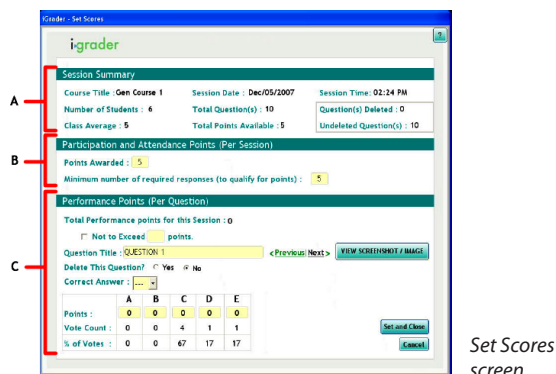 iGrader - Set Scores
?
i>grader
A
Session Summary
Course Title : Gen Course 1 Session Date : Dec/05/2007 Session Time: 02:24 PM
Number of Students : 6 Total Question(s) : 10 Question(s) Deleted : 0
Class Average : 5 Total Points Available : 5 Undeleted Question(s) : 10
B
Participation and Attendance Points (Per Session)
Points Awarded : 5
Minimum number of required responses (to qualify for points) : 5
C
Performance Points (Per Question)
Total Performance points for this Session : 0
Not to Exceed points.
Question Title : QUESTION 1 < Previous Next > VIEW SCREENSHOT / IMAGE
Delete This Question? Yes No
Correct Answer : ---
A B C D E
Points : 0 0 0 0 0
Vote Count : 0 0 4 1 1 Set and Close
% of Votes : 0 0 67 17 17 Cancel
Set Scores
screen